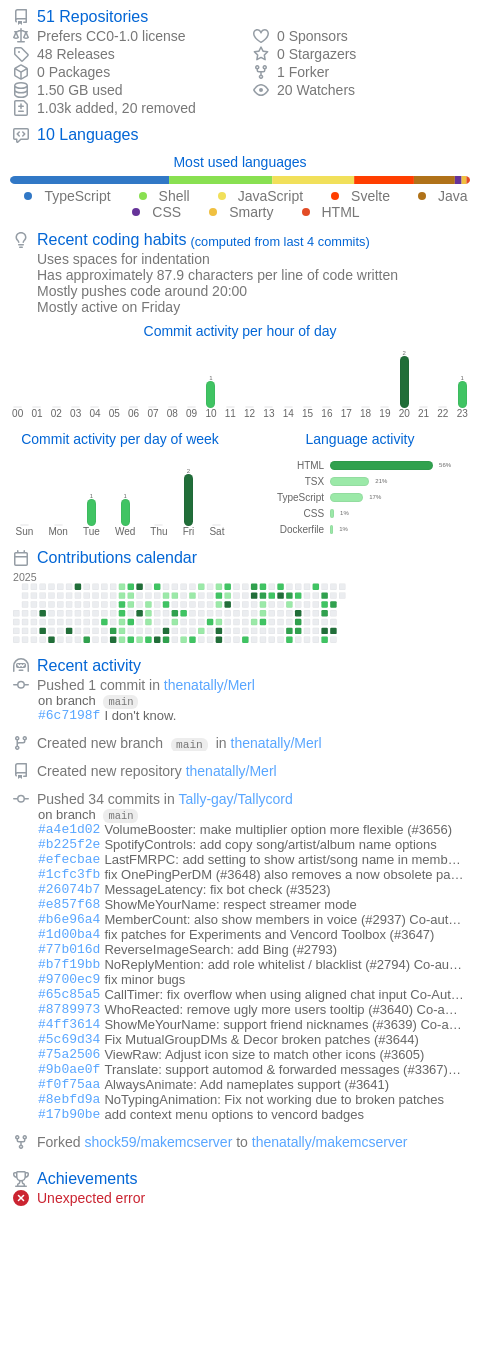 51 Repositories
Prefers CC0-1.0 license
0 Sponsors
54 Releases
0 Stargazers
0 Packages
1 Forker
1.50 GB used
20 Watchers
1.03k added, 20 removed
10 Languages
Most used languages
TypeScript Shell JavaScript Svelte Java
CSS Smarty HTML
Recent coding habits (computed from last 4 commits)
Uses spaces for indentation
Has approximately 87.9 characters per line of code written
Mostly pushes code around 20:00
Mostly active on Friday
Commit activity per hour of day
1 2 1
00 01 02 03 04 05 06 07 08 09 10 11 12 13 14 15 16 17 18 19 20 21 22 23
Commit activity per day of week
1 1 2
Sun Mon Tue Wed Thu Fri Sat
Language activity
HTML 56%
TSX 21%
TypeScript 17%
CSS 1%
Dockerfile 1%
Contributions calendar
2025
Recent activity
Pushed 1 commit in thenatally/Merl
on branch main
#6c7198f I don't know.
Created new branch main in thenatally/Merl
Created new repository thenatally/Merl
Pushed 34 commits in Tally-gay/Tallycord
on branch main
#a4e1d02 VolumeBooster: make multiplier option more flexible (#3656)
#b225f2e SpotifyControls: add copy song/artist/album name options
#efecbae LastFMRPC: add setting to show artist/song name in memb…
#1cfc3fb fix OnePingPerDM (#3648) also removes a now obsolete pa…
#26074b7 MessageLatency: fix bot check (#3523)
#e857f68 ShowMeYourName: respect streamer mode
#b6e96a4 MemberCount: also show members in voice (#2937) Co-aut…
#1d00ba4 fix patches for Experiments and Vencord Toolbox (#3647)
#77b016d ReverseImageSearch: add Bing (#2793)
#b7f19bb NoReplyMention: add role whitelist / blacklist (#2794) Co-au…
#9700ec9 fix minor bugs
#65c85a5 CallTimer: fix overflow when using aligned chat input Co-Aut…
#8789973 WhoReacted: remove ugly more users tooltip (#3640) Co-a…
#4ff3614 ShowMeYourName: support friend nicknames (#3639) Co-a…
#5c69d34 Fix MutualGroupDMs & Decor broken patches (#3644)
#75a2506 ViewRaw: Adjust icon size to match other icons (#3605)
#9b0ae0f Translate: support automod & forwarded messages (#3367)…
#f0f75aa AlwaysAnimate: Add nameplates support (#3641)
#8ebfd9a NoTypingAnimation: Fix not working due to broken patches
#17b90be add context menu options to vencord badges
Forked shock59/makemcserver to thenatally/makemcserver
Achievements
Unexpected error